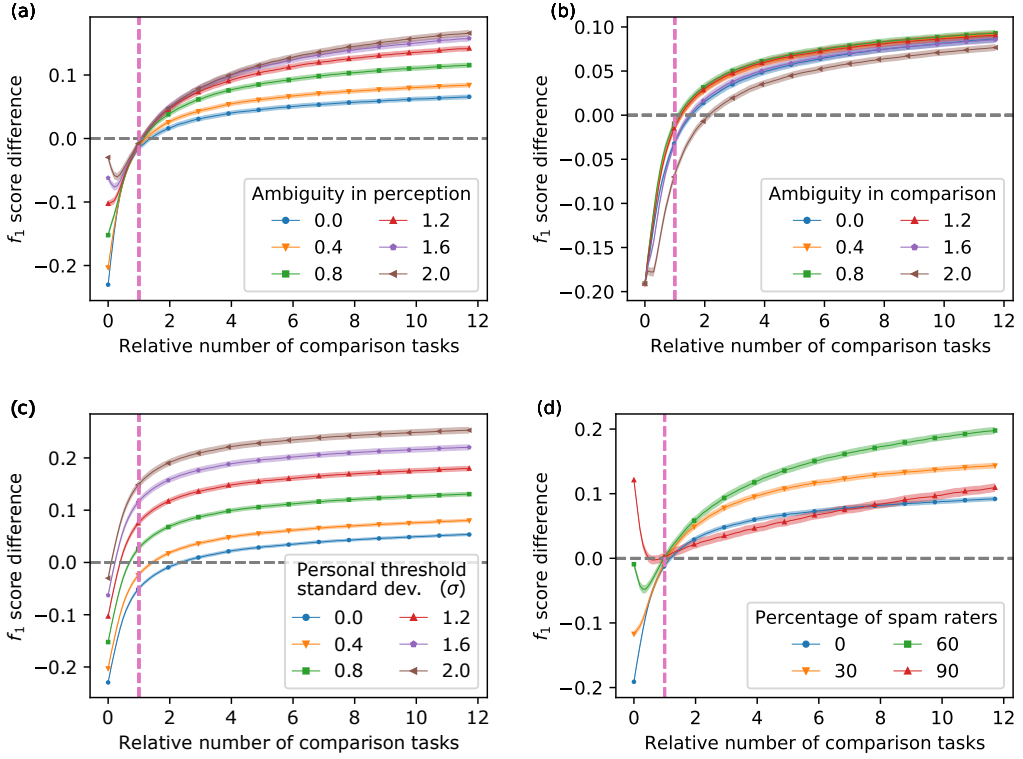 (a)
0.1
0.0
−0.1
−0.2
f₁ score difference
Ambiguity in perception
0.0 1.2
0.4 1.6
0.8 2.0
0 2 4 6 8 10 12
Relative number of comparison tasks
(b)
0.10
0.05
0.00
−0.05
−0.10
−0.15
−0.20
f₁ score difference
Ambiguity in comparison
0.0 1.2
0.4 1.6
0.8 2.0
0 2 4 6 8 10 12
Relative number of comparison tasks
(c)
0.2
0.1
0.0
−0.1
−0.2
f₁ score difference
Personal threshold
standard dev. (σ)
0.0 1.2
0.4 1.6
0.8 2.0
0 2 4 6 8 10 12
Relative number of comparison tasks
(d)
0.2
0.1
0.0
−0.1
−0.2
f₁ score difference
Percentage of spam raters
0 60
30 90
0 2 4 6 8 10 12
Relative number of comparison tasks